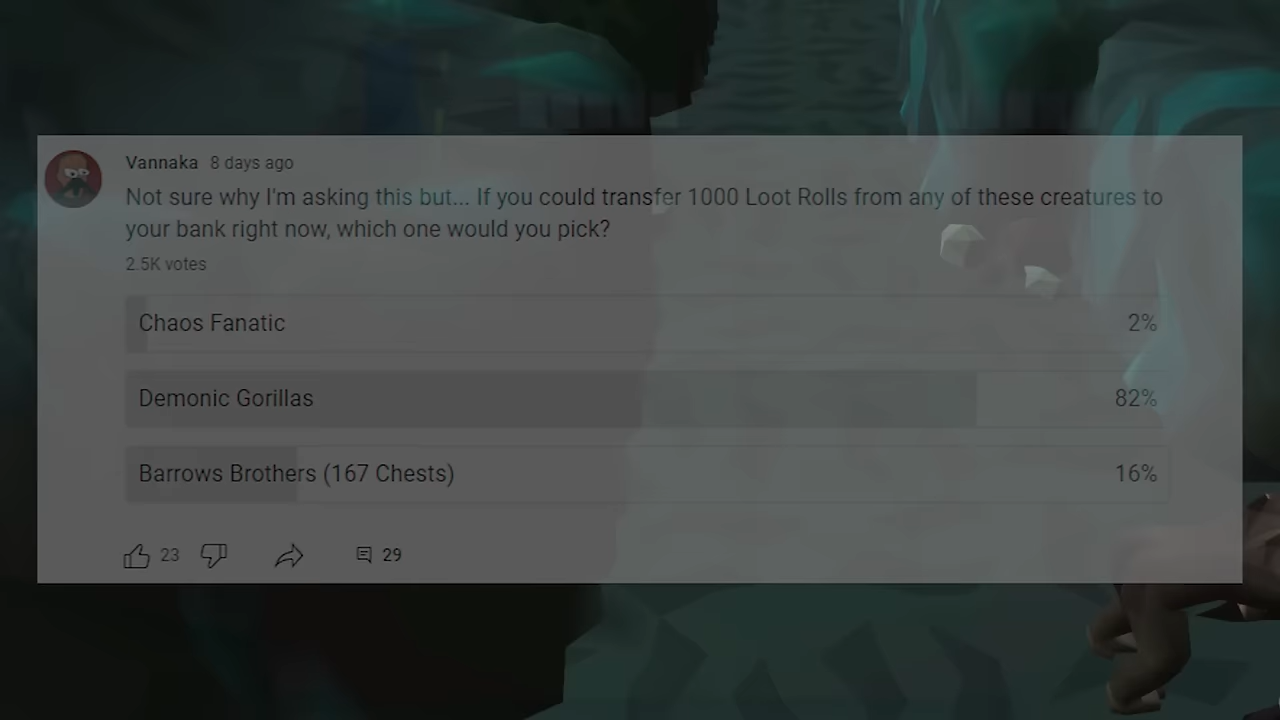 Vannaka 8 days ago
Not sure why I'm asking this but... If you could transfer 1000 Loot Rolls from any of these creatures to
your bank right now, which one would you pick?
2.5K votes
Chaos Fanatic 2%
Demonic Gorillas 82%
Barrows Brothers (167 Chests) 16%
23 29